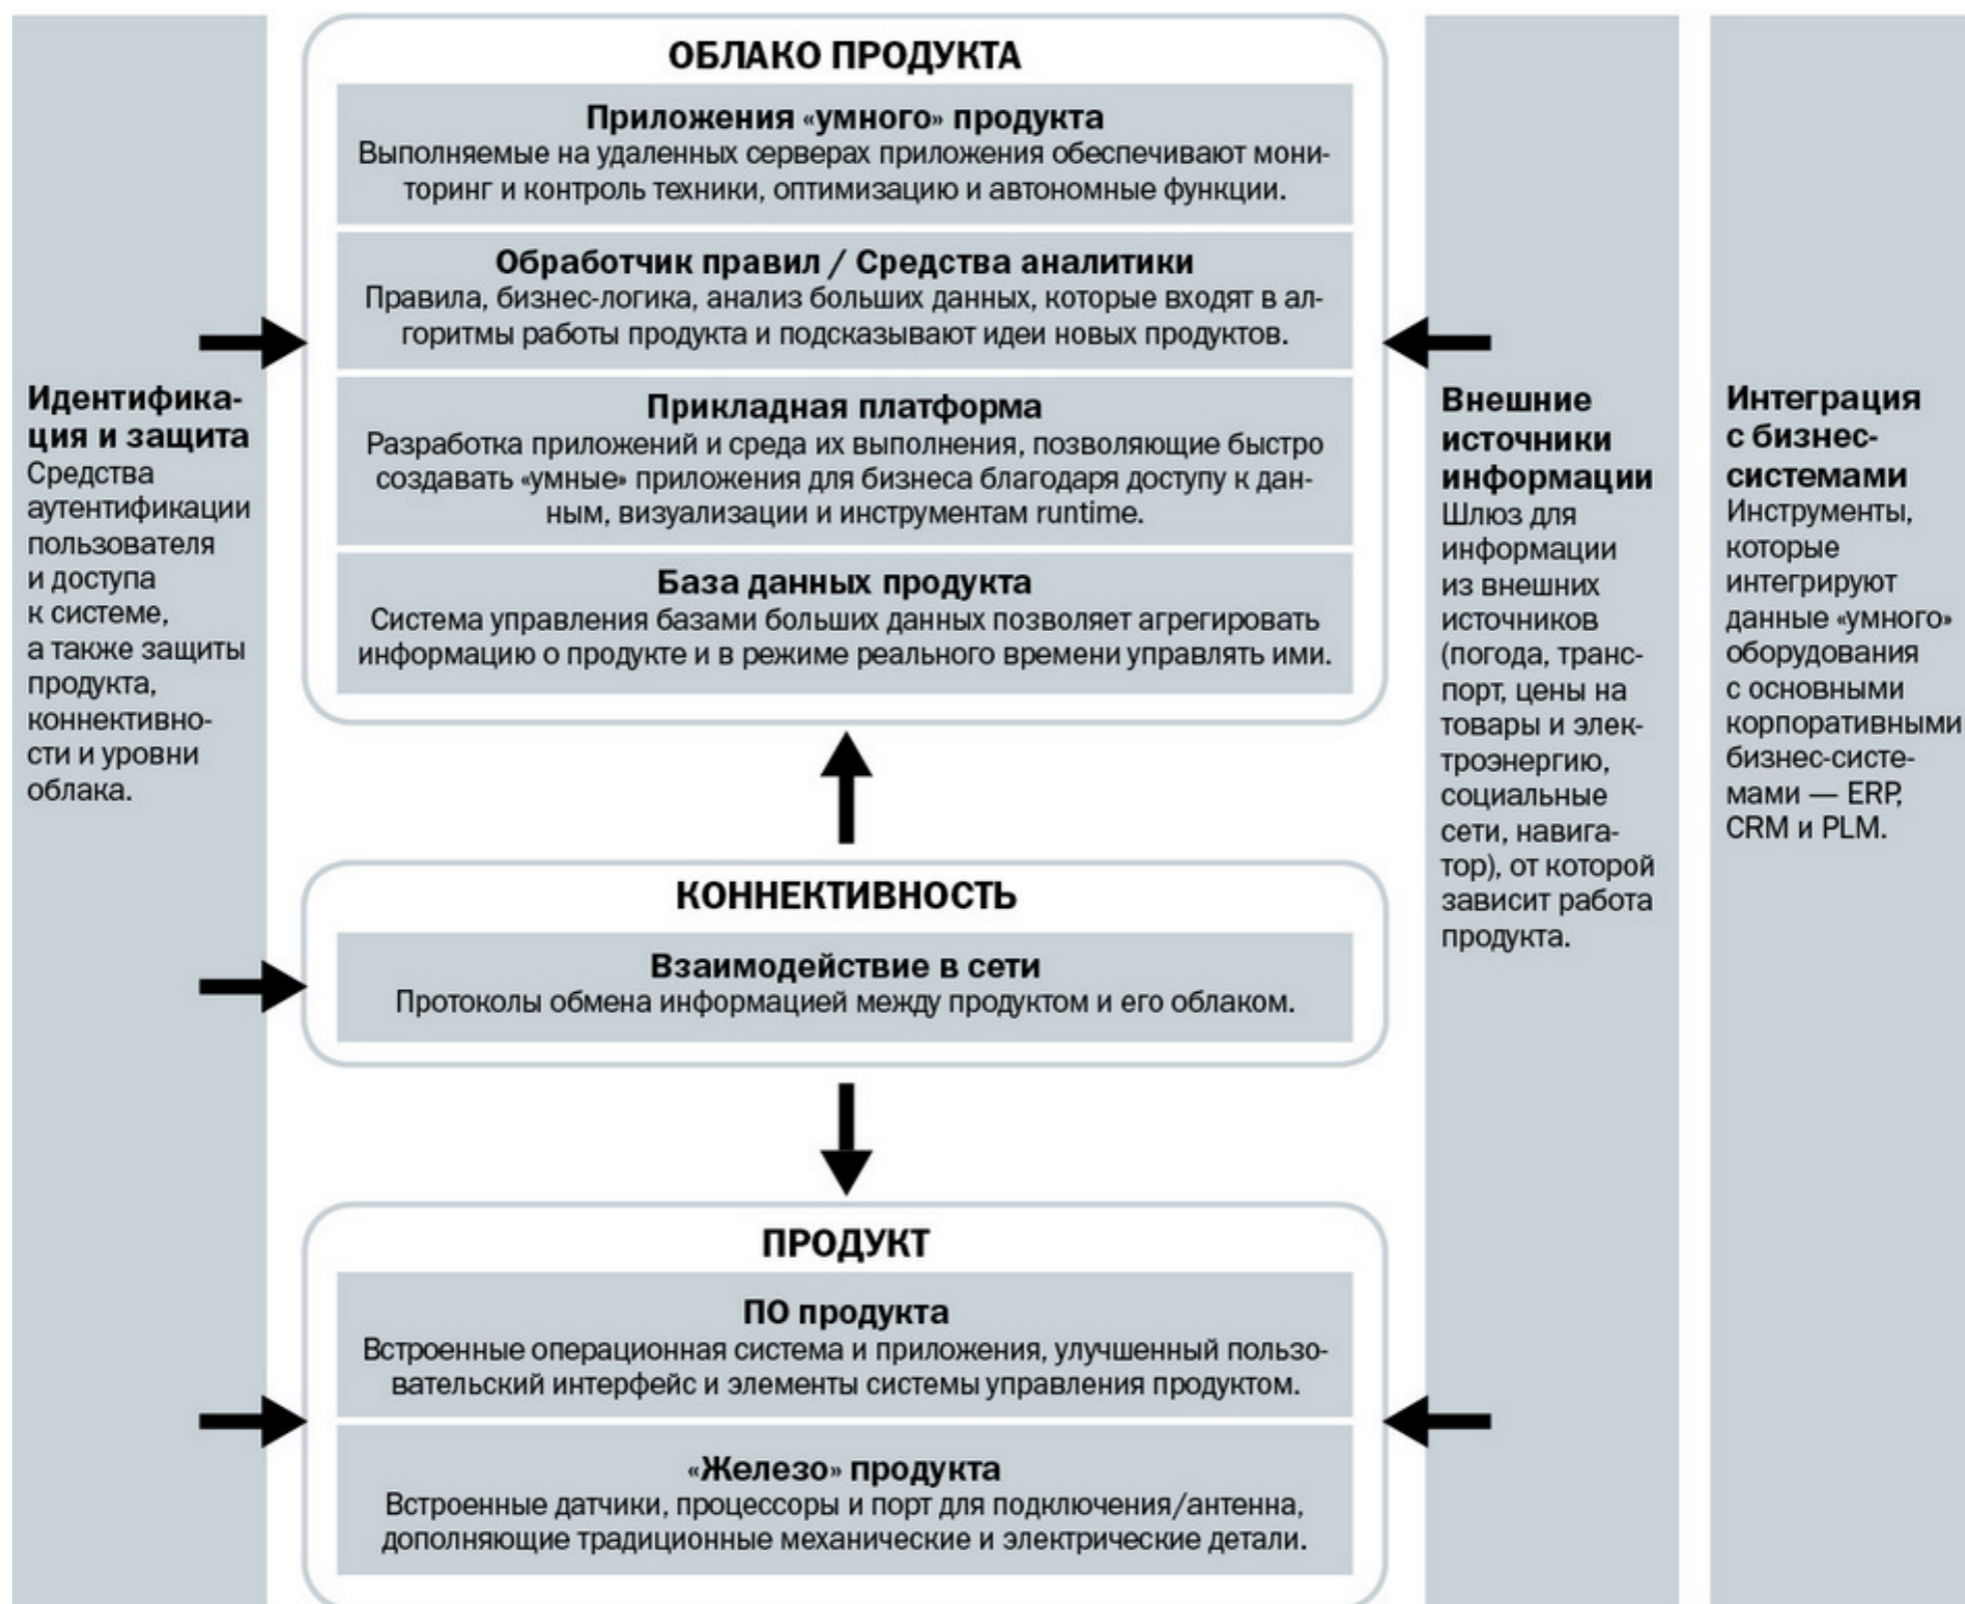 ОБЛАКО ПРОДУКТА
Приложения «умного» продукта
Выполняемые на удаленных серверах приложения обеспечивают мони-
торинг и контроль техники, оптимизацию и автономные функции.
Обработчик правил / Средства аналитики
Правила, бизнес-логика, анализ больших данных, которые входят в ал-
горитмы работы продукта и подсказывают идеи новых продуктов.
Прикладная платформа
Разработка приложений и среда их выполнения, позволяющие быстро
создавать «умные» приложения для бизнеса благодаря доступу к дан-
ным, визуализации и инструментам runtime.
База данных продукта
Система управления базами больших данных позволяет агрегировать
информацию о продукте и в режиме реального времени управлять ими.
КОННЕКТИВНОСТЬ
Взаимодействие в сети
Протоколы обмена информацией между продуктом и его облаком.
ПРОДУКТ
ПО продукта
Встроенные операционная система и приложения, улучшенный пользо-
вательский интерфейс и элементы системы управления продуктом.
«Железо» продукта
Встроенные датчики, процессоры и порт для подключения/антенна,
дополняющие традиционные механические и электрические детали.
Идентифика-
ция и защита
Средства
аутентификации
пользователя
и доступа
к системе,
а также защиты
продукта,
коннективно-
сти и уровни
облака.
Внешние
источники
информации
Шлюз для
информации
из внешних
источников
(погода, транс-
порт, цены на
товары и элек-
троэнергию,
социальные
сети, навига-
тор), от которой
зависит работа
продукта.
Интеграция
с бизнес-
системами
Инструменты,
которые
интегрируют
данные «умного»
оборудования
с основными
корпоративными
бизнес-систе-
мами — ERP,
CRM и PLM.